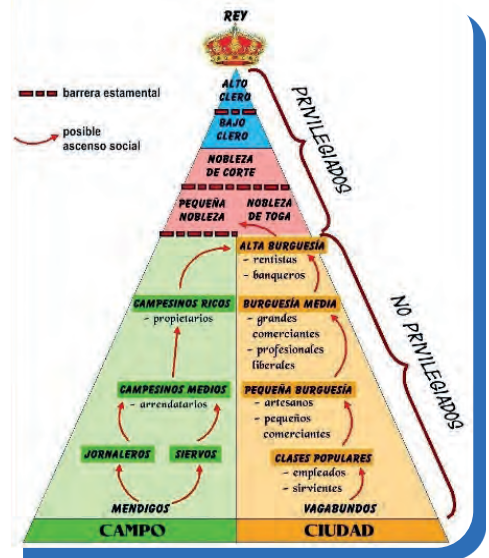 REY
barrera estamental
posible
ascenso social
ALTO
CLERO
BAJO
CLERO
PRIVILEGIADOS
NOBLEZA
DE CORTE
PEQUEÑA
NOBLEZA
NOBLEZA
DE TOGA
NO PRIVILEGIADOS
ALTA BURGUESÍA
- rentistas
- banqueros
CAMPESINOS RICOS
- propietarios
BURGUESÍA MEDIA
- grandes
comerciantes
- profesionales
liberales
CAMPESINOS MEDIOS
- arrendatarios
PEQUEÑA BURGUESÍA
- artesanos
- pequeños
comerciantes
JORNALEROS
SIERVOS
CLASES POPULARES
- empleados
- sirvientes
MENDIGOS
VAGABUNDOS
CAMPO
CIUDAD